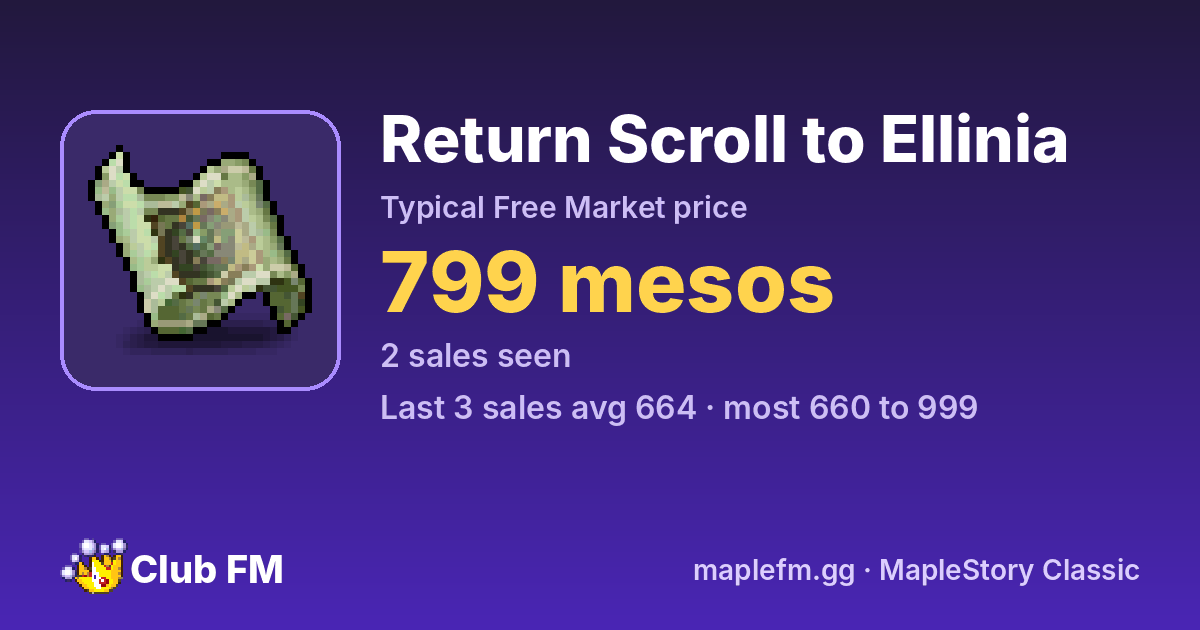 Return Scroll to Ellinia
Typical Free Market price
799 mesos
2 sales seen
Last 3 sales avg 664 · most 660 to 999
Club FM
maplefm.gg · MapleStory Classic